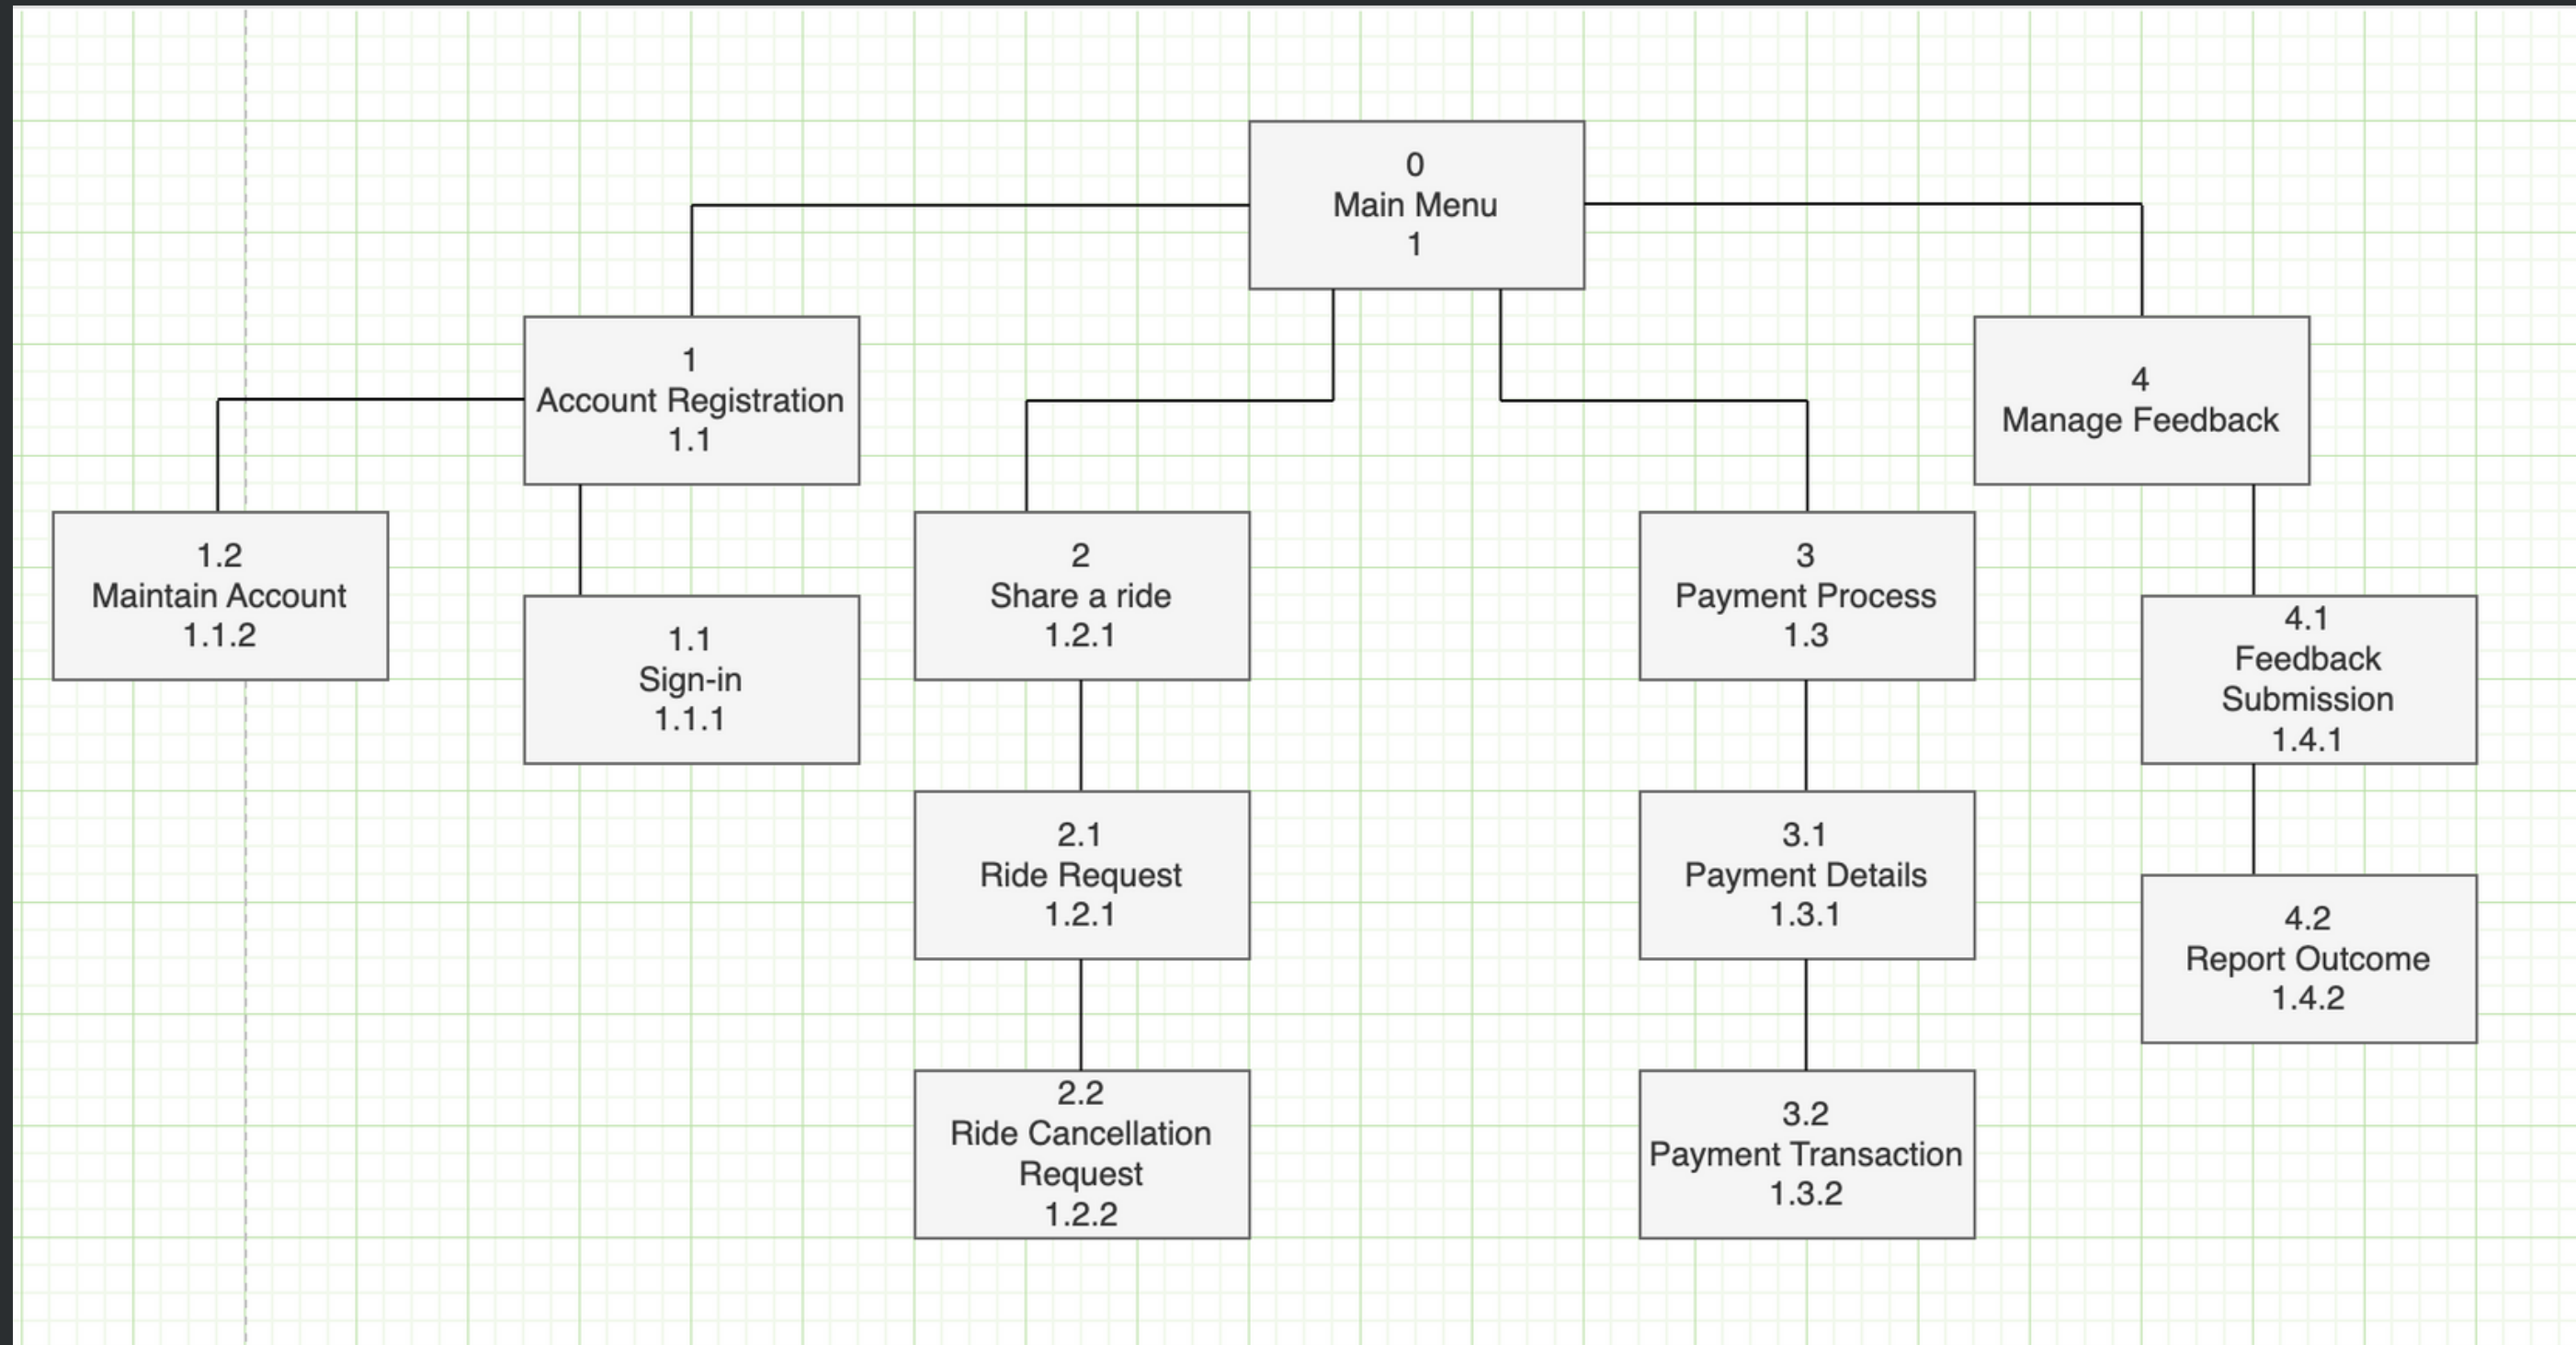 0
Main Menu
1
1
Account Registration
1.1
4
Manage Feedback
1.2
Maintain Account
1.1.2
1.1
Sign-in
1.1.1
2
Share a ride
1.2.1
3
Payment Process
1.3
4.1
Feedback
Submission
1.4.1
2.1
Ride Request
1.2.1
3.1
Payment Details
1.3.1
4.2
Report Outcome
1.4.2
2.2
Ride Cancellation
Request
1.2.2
3.2
Payment Transaction
1.3.2